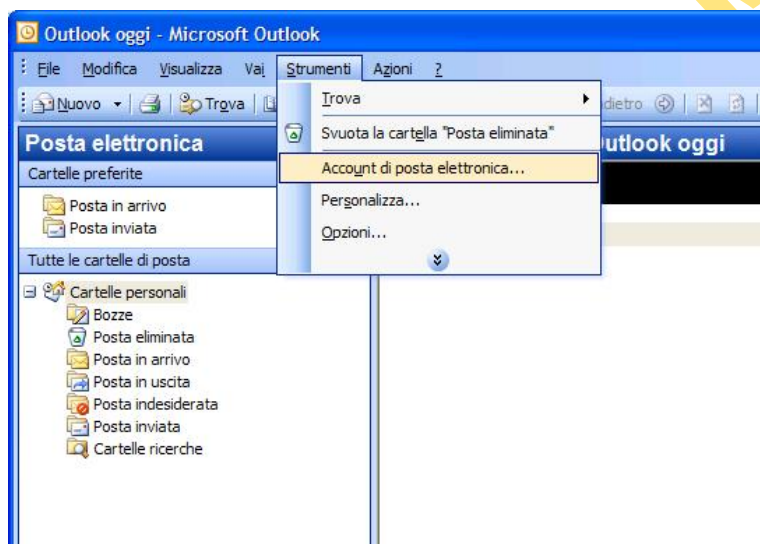 Outlook oggi - Microsoft Outlook
File Modifica Visualizza Vai Strumenti Azioni ?
Nuovo Trova
Trova
Svuota la cartella "Posta eliminata"
Account di posta elettronica...
Personalizza...
Opzioni...
Posta elettronica
Cartelle preferite
Posta in arrivo
Posta inviata
Tutte le cartelle di posta
Cartelle personali
Bozze
Posta eliminata
Posta in arrivo
Posta in uscita
Posta indesiderata
Posta inviata
Cartelle ricerche
utlook oggi